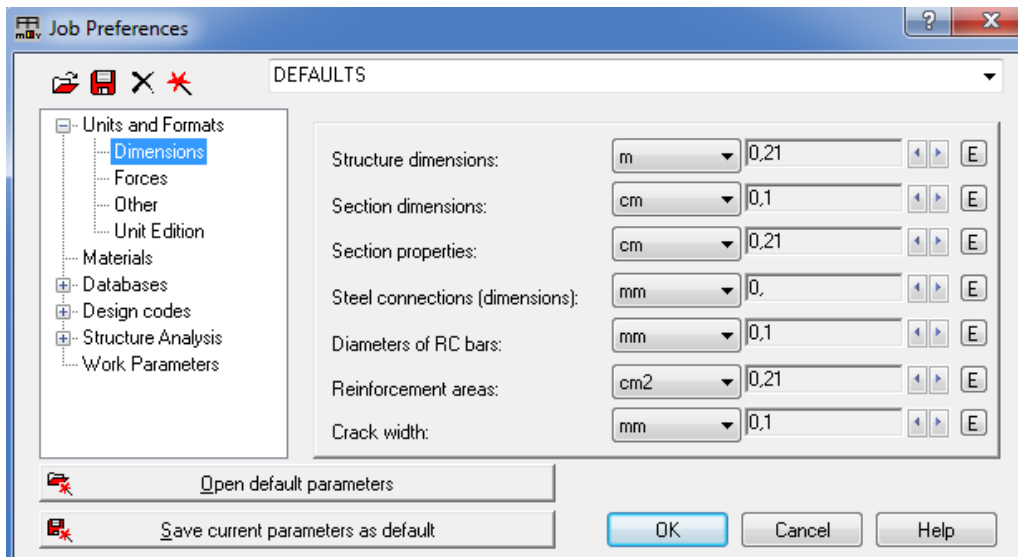 Job Preferences
DEFAULTS
Units and Formats
Dimensions
Forces
Other
Unit Edition
Materials
Databases
Design codes
Structure Analysis
Work Parameters
Structure dimensions: m 0,21 E
Section dimensions: cm 0,1 E
Section properties: cm 0,21 E
Steel connections (dimensions): mm 0, E
Diameters of RC bars: mm 0,1 E
Reinforcement areas: cm2 0,21 E
Crack width: mm 0,1 E
Open default parameters
Save current parameters as default
OK Cancel Help